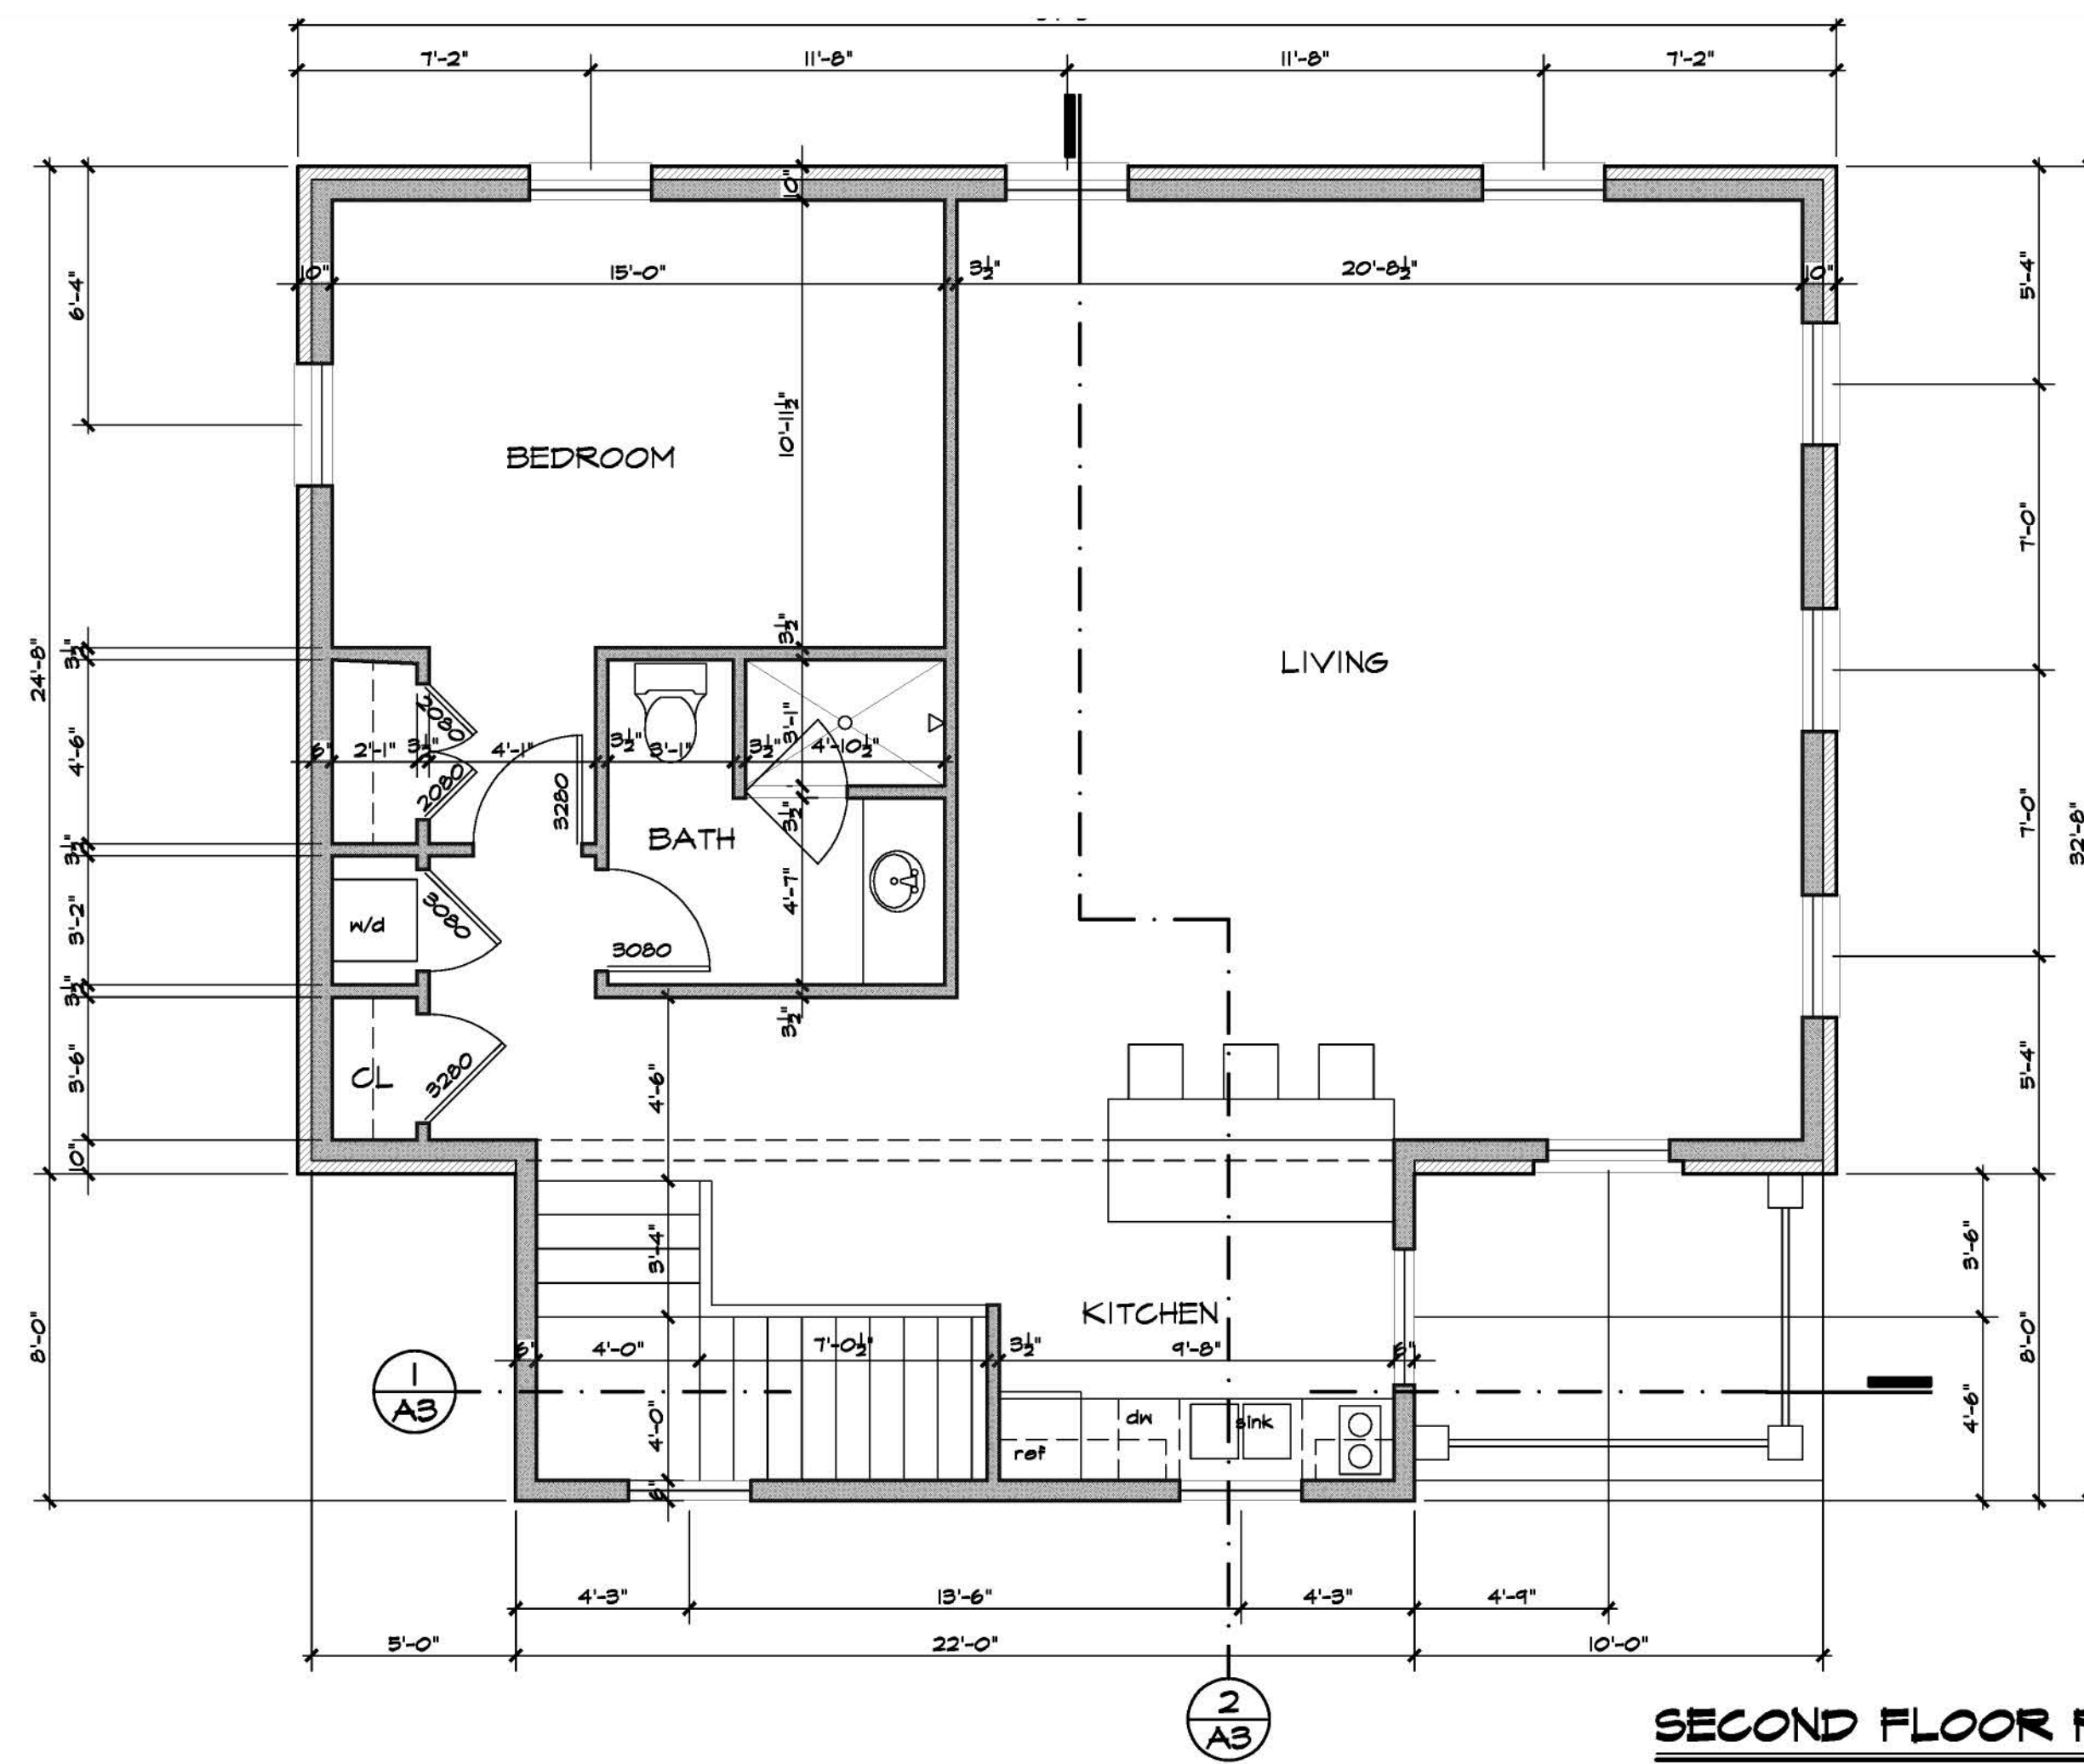 7'-2" 11'-8" 11'-8" 7'-2"
10"
10" 15'-0" 3½" 20'-8½" 10"
6'-4"
5'-4"
10'-11½"
BEDROOM
7'-0"
24'-8"
3½"
3½"
LIVING
2080
4'-6"
6" 2'-1" 3½" 4'-1" 3½" 3'-1" 3½" 3'-1" 4'-10½"
2080
3280
3½"
7'-0"
32'-8"
BATH
3½"
4'-7"
3'-2"
w/d
3080
3080
3½"
3½"
3'-6"
CL
3280
4'-6"
5'-4"
10"
3'-4"
3'-6"
8'-0"
KITCHEN
6" 4'-0" 7'-0½" 3½" 9'-8" 6"
8'-0"
1
A3
4'-0"
dw
sink
ref
4'-6"
6"
4'-3" 13'-6" 4'-3" 4'-9"
5'-0" 22'-0" 10'-0"
2
A3
SECOND FLOOR